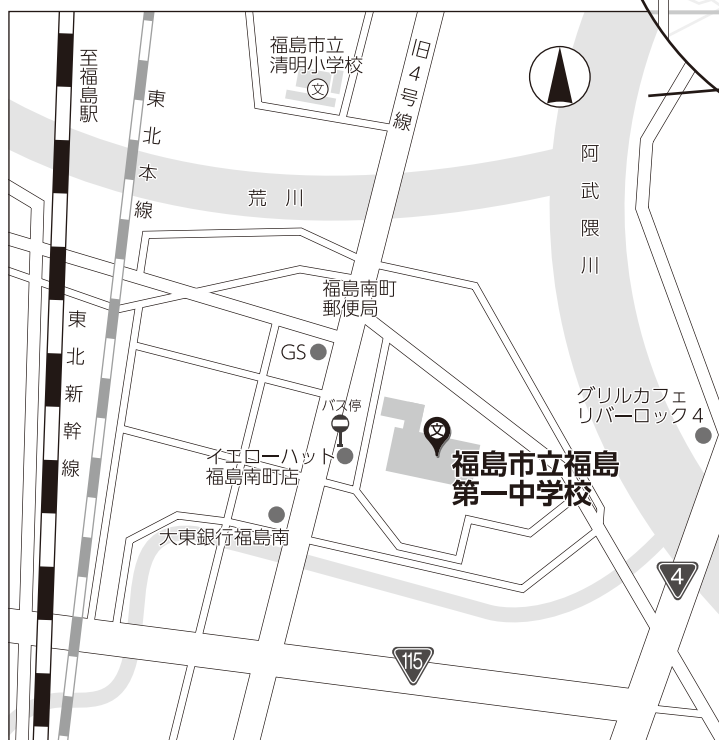 福島市立
清明小学校
文
旧4号線
至福島駅
東北本線
荒川
阿武隈川
福島南町
郵便局
東北新幹線
GS
バス停
グリルカフェ
リバーロック4
イエローハット
福島南町店
文
福島市立福島
第一中学校
大東銀行福島南
4
115